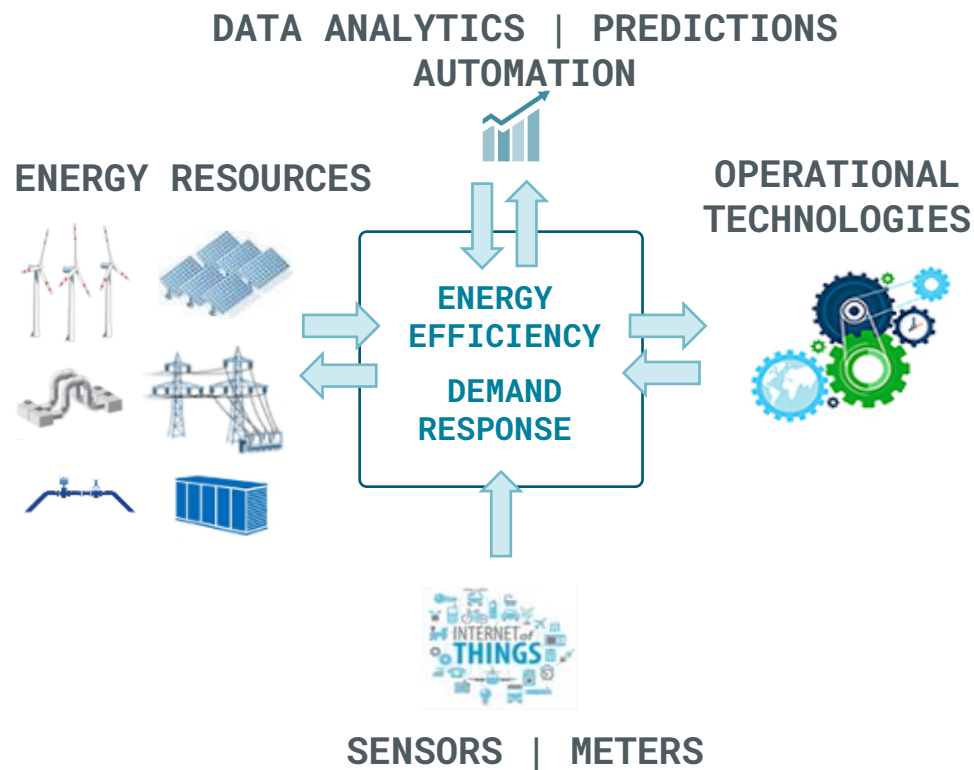 DATA ANALYTICS | PREDICTIONS
AUTOMATION
ENERGY RESOURCES
OPERATIONAL
TECHNOLOGIES
ENERGY
EFFICIENCY
DEMAND
RESPONSE
INTERNET of
THINGS
SENSORS | METERS